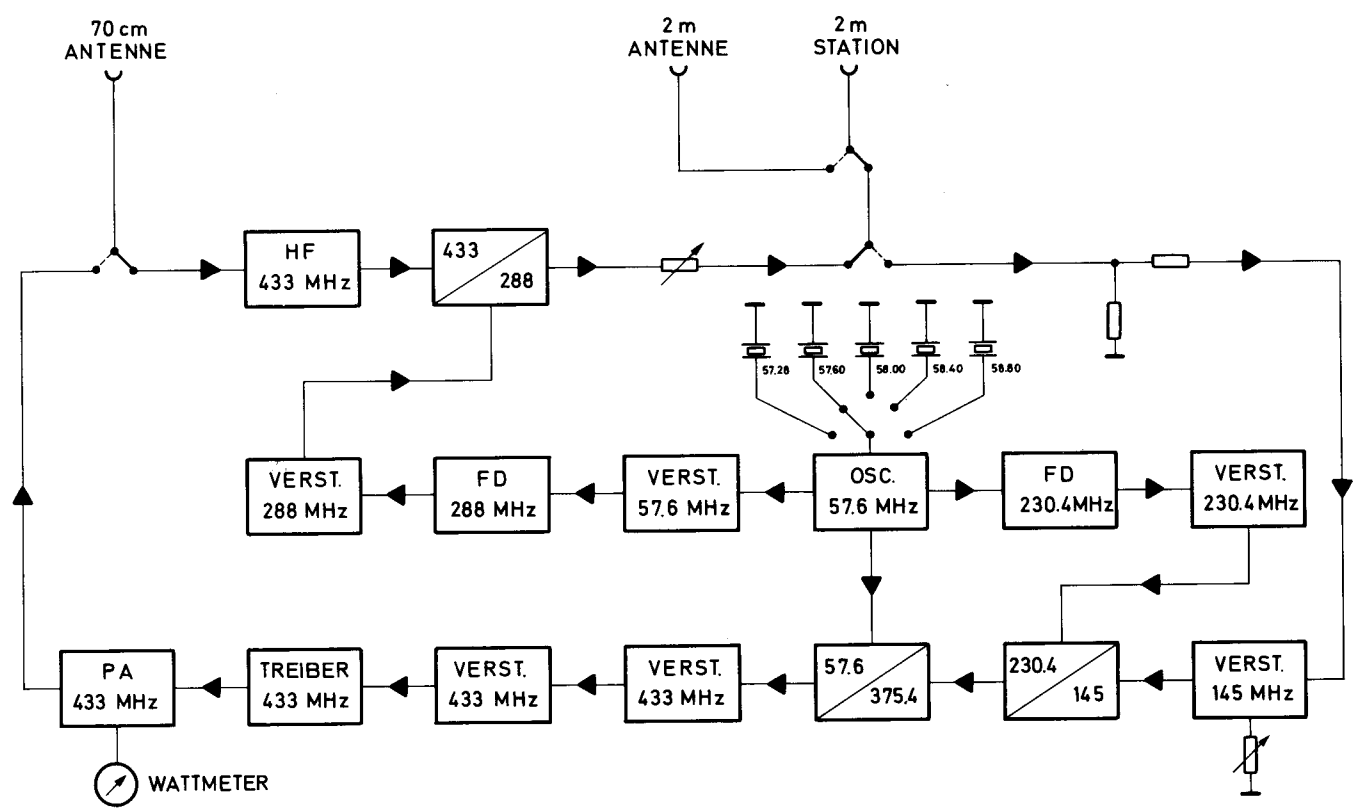 70 cm
ANTENNE
2 m
ANTENNE
2 m
STATION
HF
433 MHz
433
288
57.28
57.60
58.00
58.40
58.80
VERST.
288 MHz
FD
288 MHz
VERST.
57.6 MHz
OSC.
57.6 MHz
FD
230.4 MHz
VERST.
230.4 MHz
PA
433 MHz
TREIBER
433 MHz
VERST.
433 MHz
VERST.
433 MHz
57.6
375.4
230.4
145
VERST.
145 MHz
WATTMETER